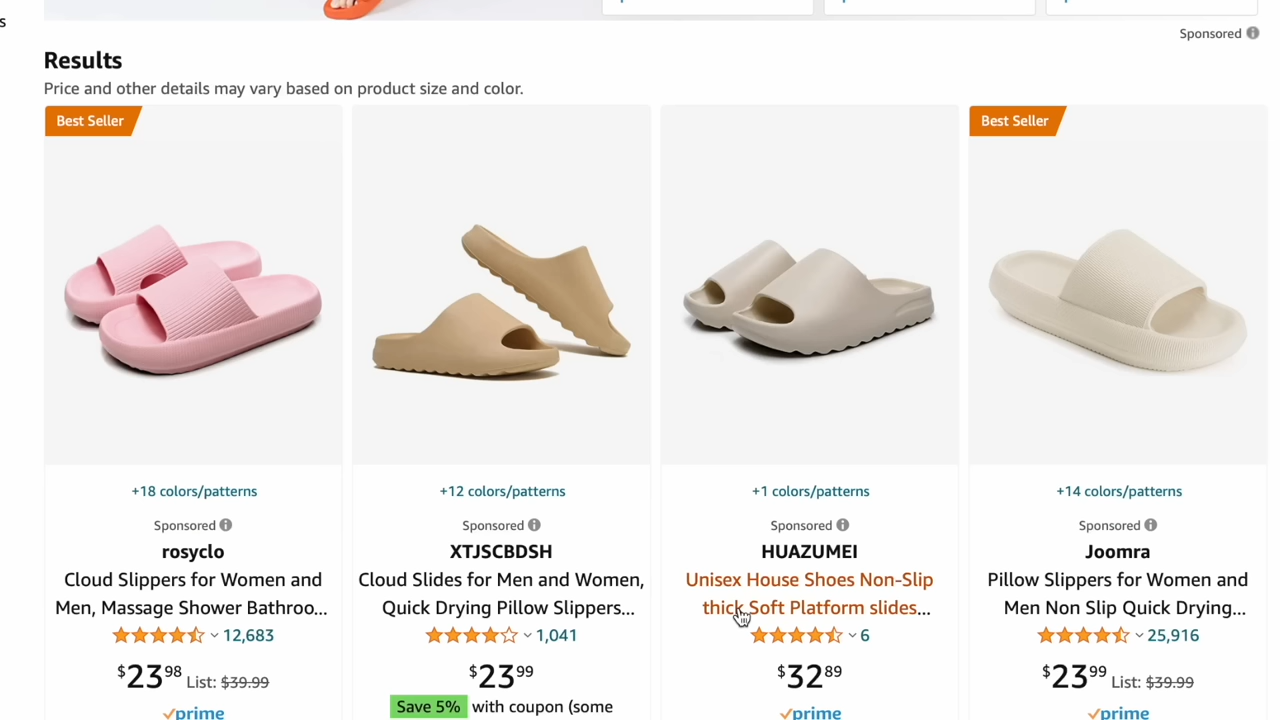 s
Sponsored
Results
Price and other details may vary based on product size and color.
Best Seller
+18 colors/patterns
Sponsored
rosyclo
Cloud Slippers for Women and
Men, Massage Shower Bathroo...
12,683
$23.98 List: $39.99
prime
+12 colors/patterns
Sponsored
XTJSCBDSH
Cloud Slides for Men and Women,
Quick Drying Pillow Slippers...
1,041
$23.99
Save 5% with coupon (some
+1 colors/patterns
Sponsored
HUAZUMEI
Unisex House Shoes Non-Slip
thick Soft Platform slides...
6
$32.89
prime
Best Seller
+14 colors/patterns
Sponsored
Joomra
Pillow Slippers for Women and
Men Non Slip Quick Drying...
25,916
$23.99 List: $39.99
prime